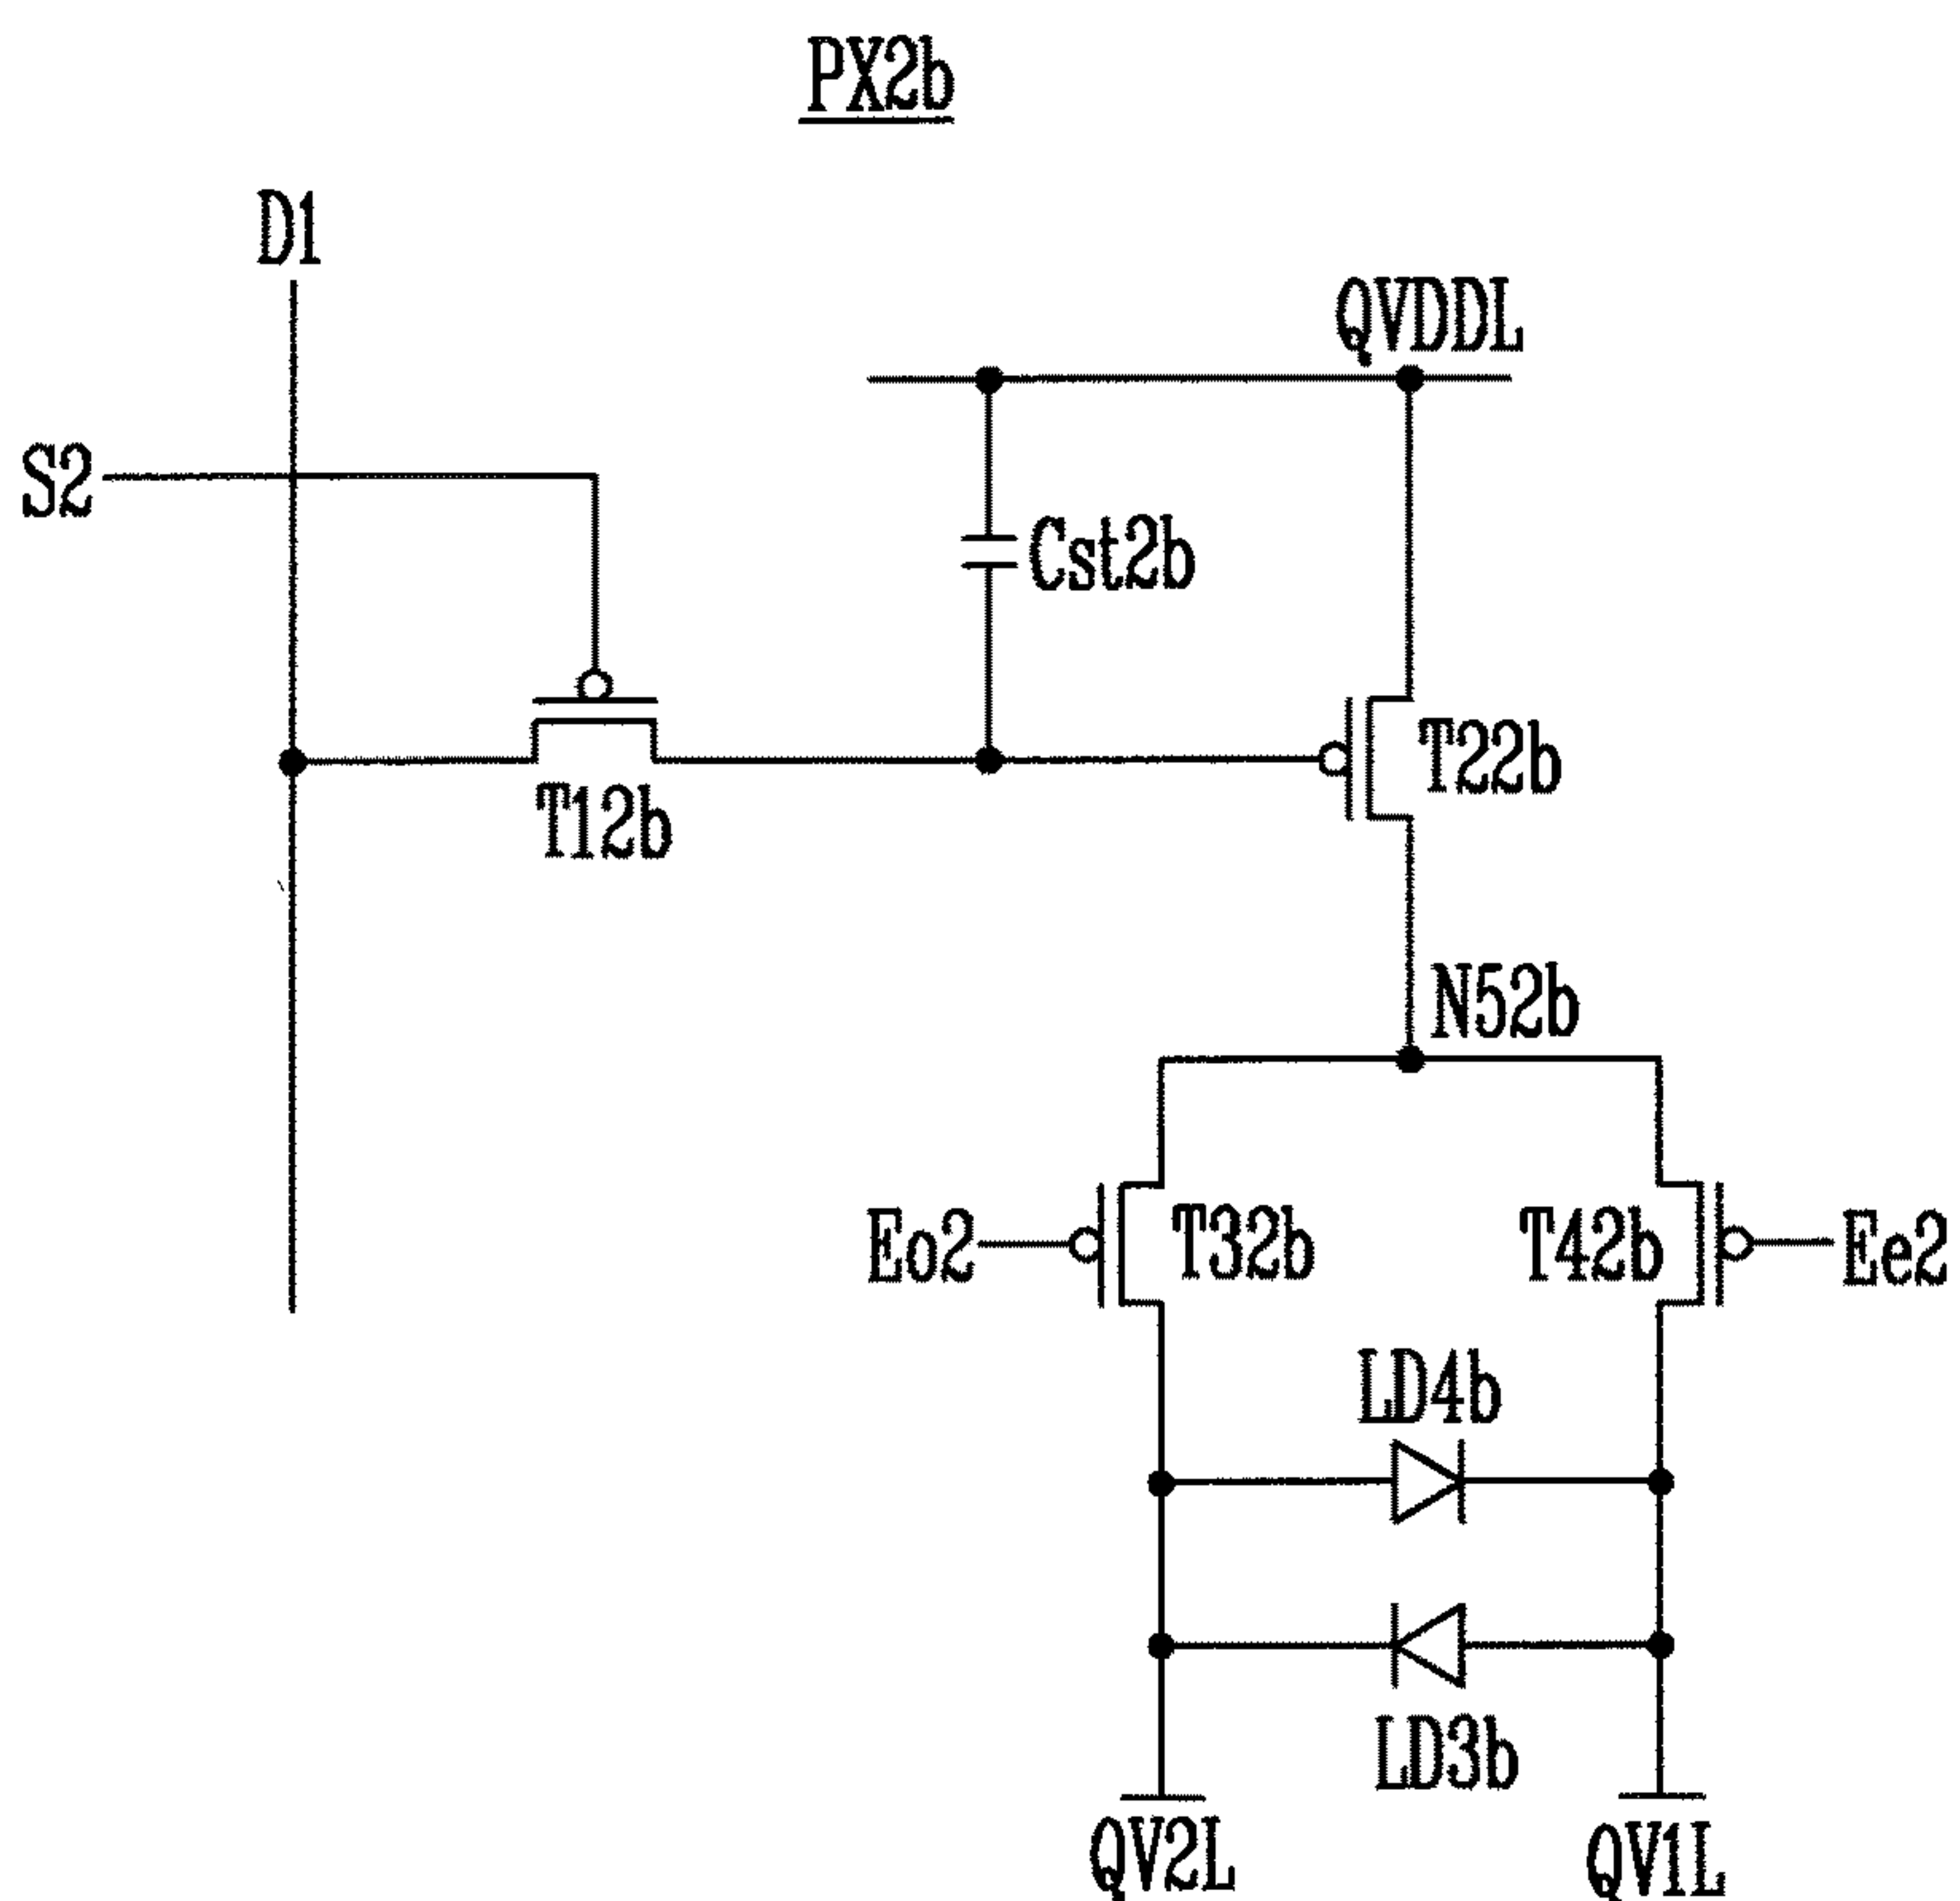 PX2b
D1
QVDDL
S2
Cst2b
T22b
T12b
N52b
Eo2
T32b
T42b
Ee2
LD4b
LD3b
QV2L
QV1L